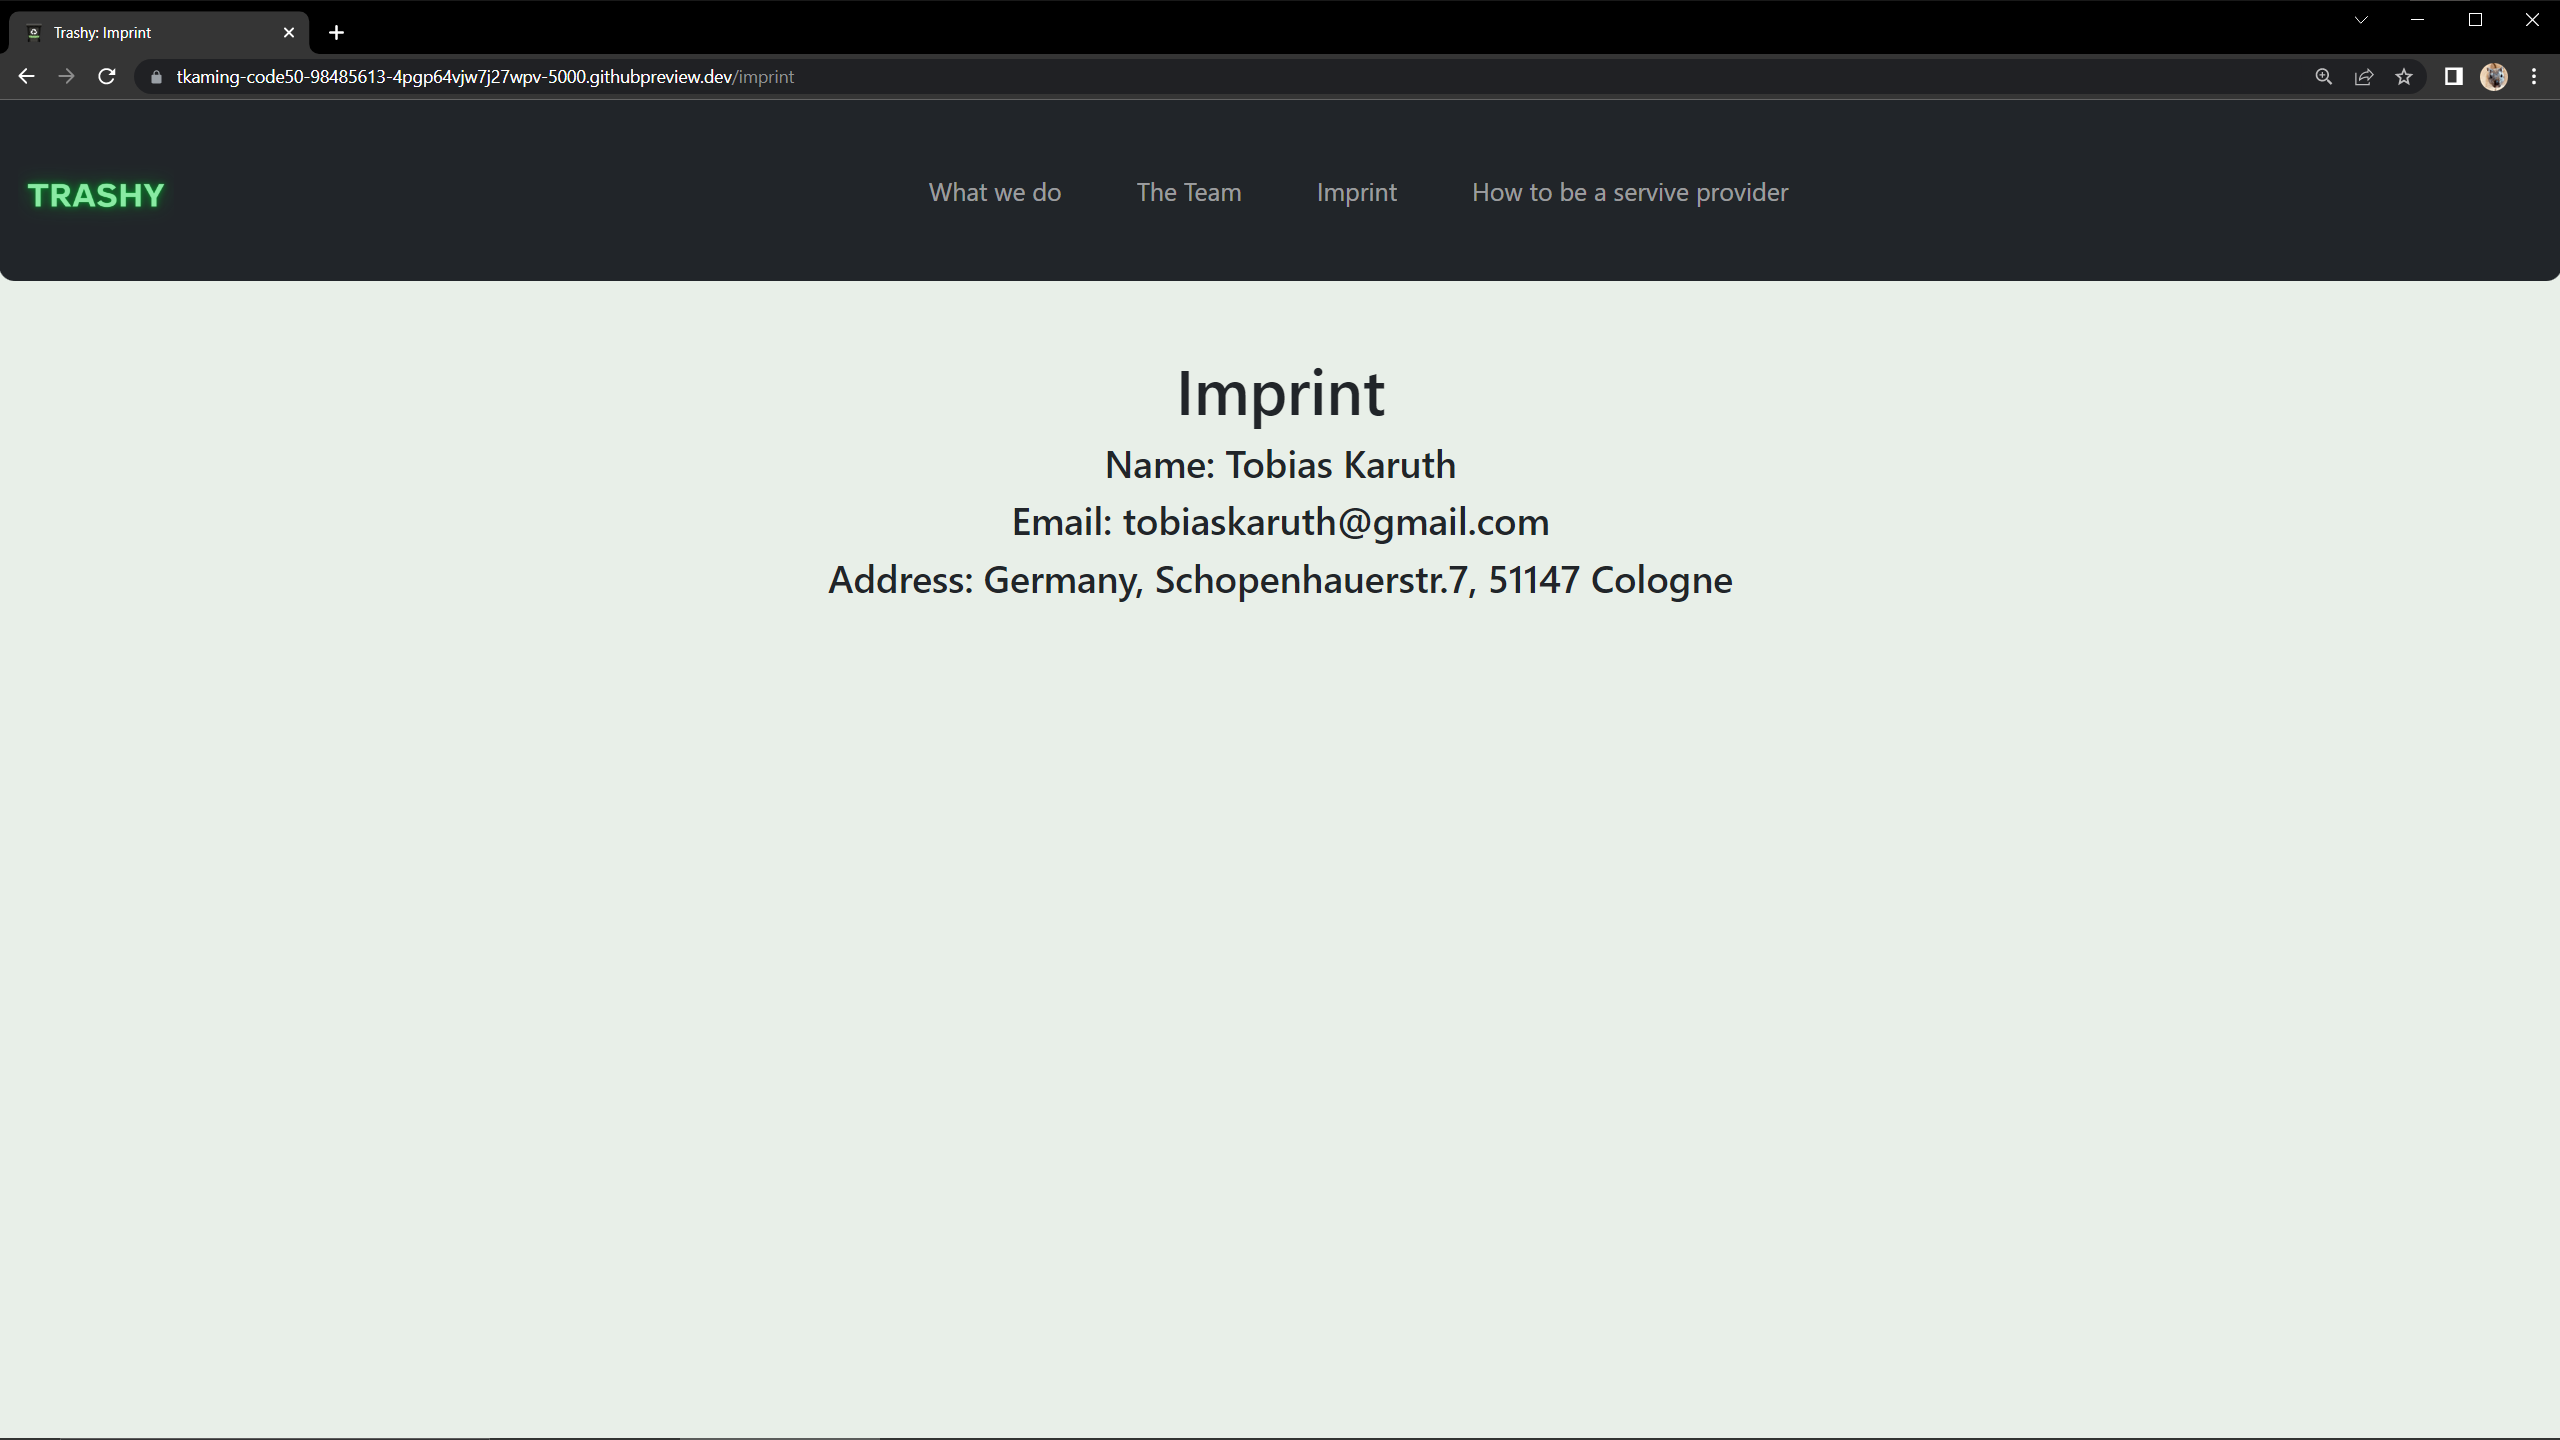 Trashy: Imprint
tkaming-code50-98485613-4pgp64vjw7j27wpv-5000.githubpreview.dev/imprint
TRASHY
What we do
The Team
Imprint
How to be a servive provider
Imprint
Name: Tobias Karuth
Email: tobiaskaruth@gmail.com
Address: Germany, Schopenhauerstr.7, 51147 Cologne